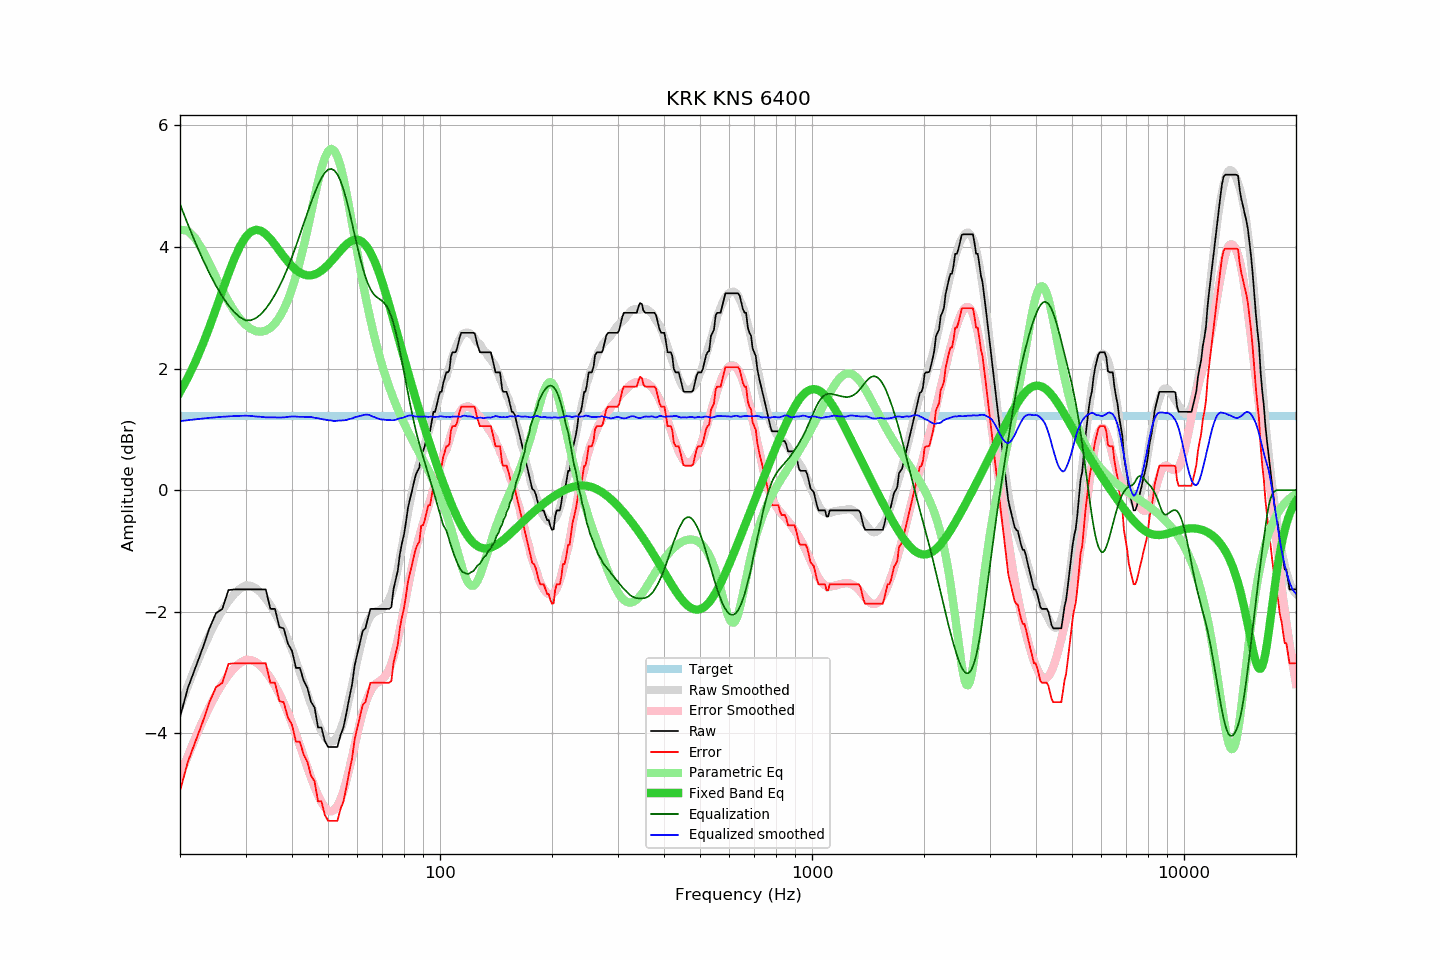 KRK KNS 6400
6
4
2
0
−2
−4
Amplitude (dBr)
Target
Raw Smoothed
Error Smoothed
Raw
Error
Parametric Eq
Fixed Band Eq
Equalization
Equalized smoothed
100
1000
10000
Frequency (Hz)